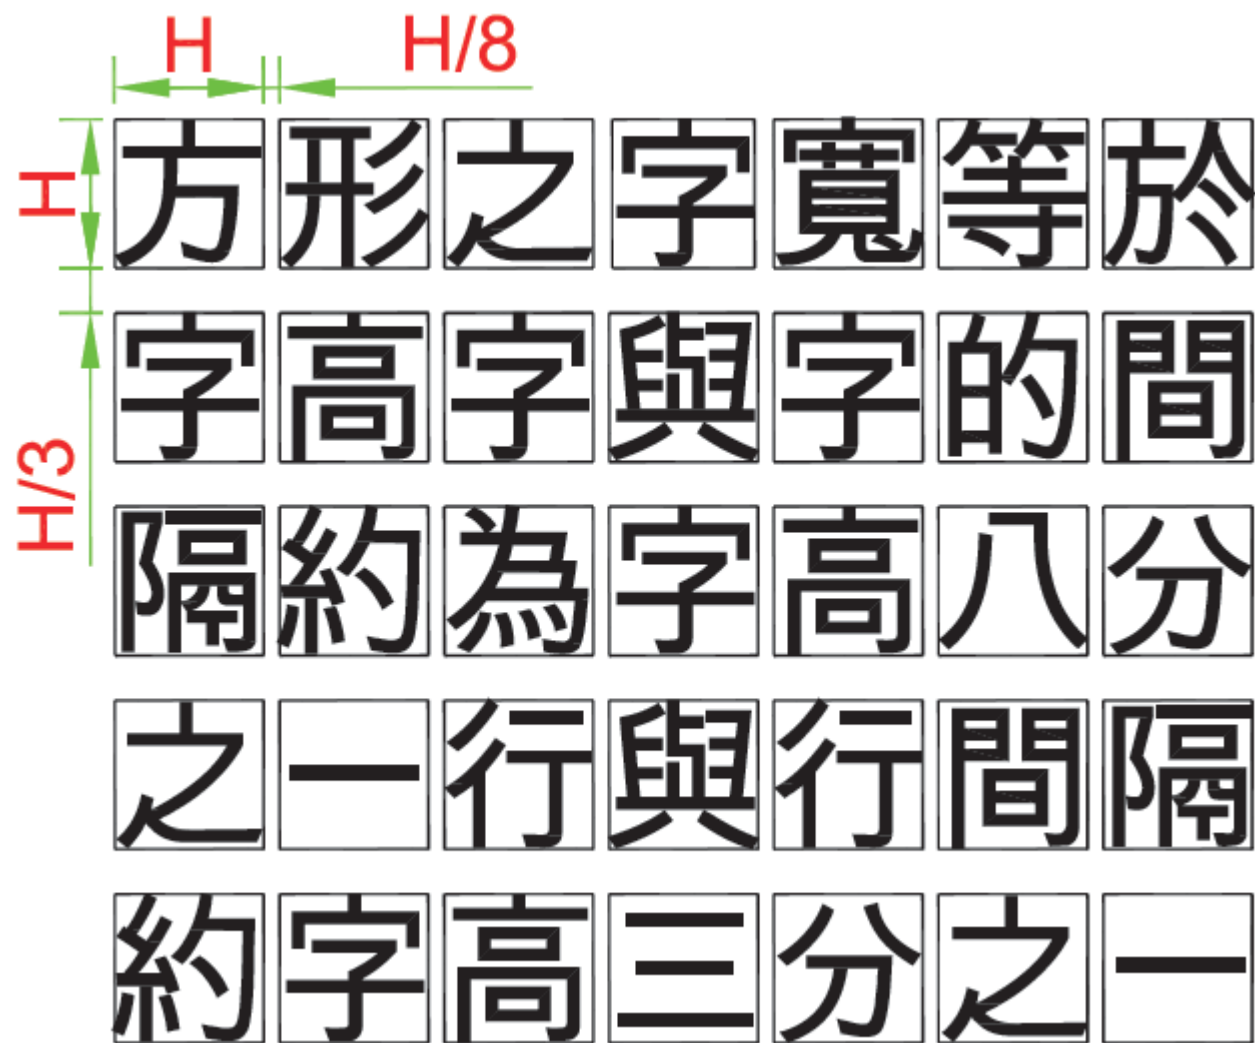 H H/8
H
方形之字寬等於
字高字與字的間
H/3
隔約為字高八分
之一行與行間隔
約字高三分之一